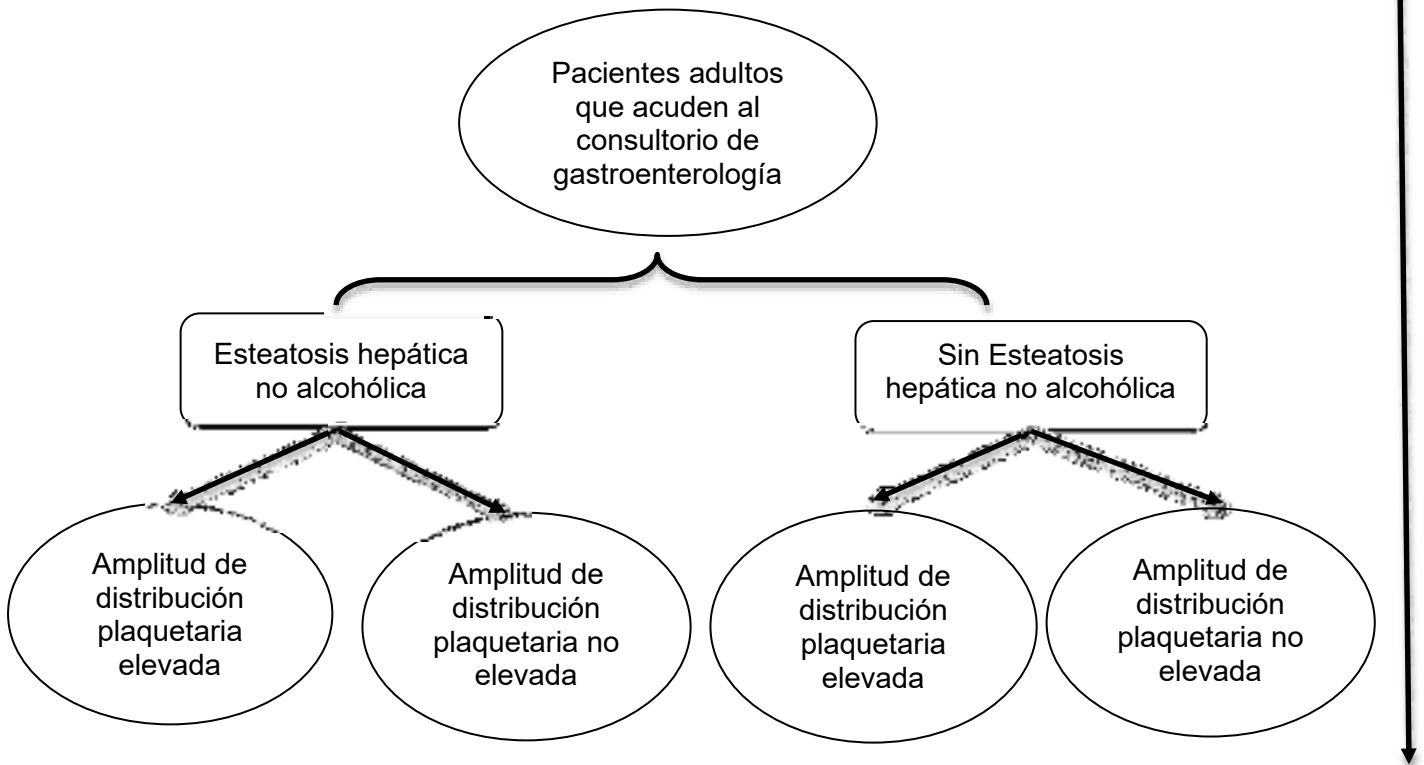 Pacientes adultos
que acuden al
consultorio de
gastroenterología
Esteatosis hepática
no alcohólica
Sin Esteatosis
hepática no alcohólica
Amplitud de
distribución
plaquetaria
elevada
Amplitud de
distribución
plaquetaria no
elevada
Amplitud de
distribución
plaquetaria
elevada
Amplitud de
distribución
plaquetaria no
elevada